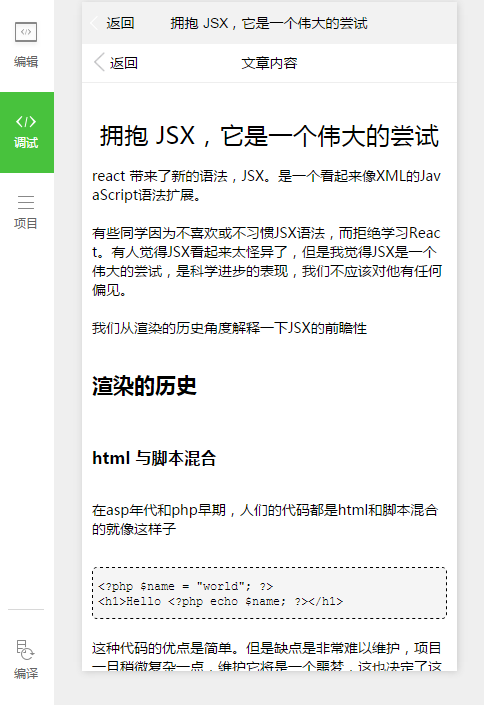 编辑
调试
项目
编译
返回 拥抱 JSX，它是一个伟大的尝试
返回 文章内容
拥抱 JSX，它是一个伟大的尝试
react 带来了新的语法，JSX。是一个看起来像XML的Jav
aScript语法扩展。
有些同学因为不喜欢或不习惯JSX语法，而拒绝学习Reac
t。有人觉得JSX看起来太怪异了，但是我觉得JSX是一个
伟大的尝试，是科学进步的表现，我们不应该对他有任何
偏见。
我们从渲染的历史角度解释一下JSX的前瞻性
渲染的历史
html 与脚本混合
在asp年代和php早期，人们的代码都是html和脚本混合
的就像这样子
<?php $name = "world"; ?>
<h1>Hello <?php echo $name; ?></h1>
这种代码的优点是简单。但是缺点是非常难以维护，项目
一旦稍微复杂一点，维护它将是一个噩梦，这也决定了这